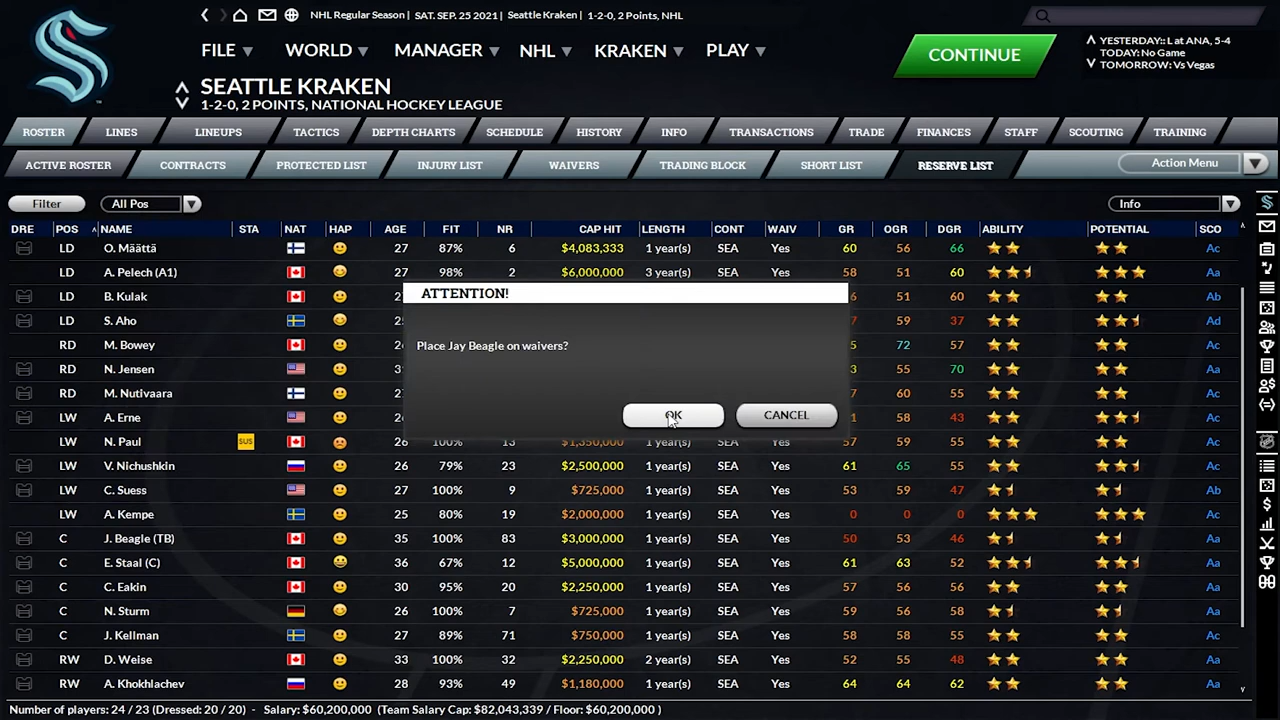 NHL Regular Season | SAT. SEP. 25 2021 | Seattle Kraken | 1-2-0, 2 Points, NHL
FILE WORLD MANAGER NHL KRAKEN PLAY
CONTINUE
YESTERDAY:: L at ANA, 5-4
TODAY: No Game
TOMORROW: Vs Vegas
SEATTLE KRAKEN
1-2-0, 2 POINTS, NATIONAL HOCKEY LEAGUE
ROSTER LINES LINEUPS TACTICS DEPTH CHARTS SCHEDULE HISTORY INFO TRANSACTIONS TRADE FINANCES STAFF SCOUTING TRAINING
ACTIVE ROSTER CONTRACTS PROTECTED LIST INJURY LIST WAIVERS TRADING BLOCK SHORT LIST RESERVE LIST Action Menu
Filter All Pos Info
DRE POS NAME STA NAT HAP AGE FIT NR CAP HIT LENGTH CONT WAIV GR OGR DGR ABILITY POTENTIAL SCO
LD O. Määttä 27 87% 6 $4,083,333 1 year(s) SEA Yes 60 56 66 Ac
LD A. Pelech (A1) 27 98% 2 $6,000,000 3 year(s) SEA Yes 58 51 60 Aa
ATTENTION!
LD B. Kulak 51 60 Ab
LD S. Aho 59 37 Ad
RD M. Bowey 72 57 Ac
Place Jay Beagle on waivers?
RD N. Jensen 55 70 Aa
RD M. Nutivaara 60 55 Ac
LW A. Erne 58 43 Ac
OK CANCEL
LW N. Paul SUS 26 100% 13 $1,350,000 1 year(s) SEA Yes 57 59 55 Aa
LW V. Nichushkin 26 79% 23 $2,500,000 1 year(s) SEA Yes 61 65 55 Aa
LW C. Suess 27 100% 9 $725,000 1 year(s) SEA Yes 53 59 47 Ab
LW A. Kempe 25 80% 19 $2,000,000 1 year(s) SEA Yes 0 0 0 Ac
C J. Beagle (TB) 35 100% 83 $3,000,000 1 year(s) SEA Yes 50 53 46 Ac
C E. Staal (C) 36 67% 12 $5,000,000 1 year(s) SEA Yes 61 63 52 Aa
C C. Eakin 30 95% 20 $2,250,000 1 year(s) SEA Yes 57 56 56 Ac
C N. Sturm 26 100% 7 $725,000 1 year(s) SEA Yes 59 56 58 Aa
C J. Kellman 27 89% 71 $750,000 1 year(s) SEA Yes 58 58 55 Ac
RW D. Weise 33 100% 32 $2,250,000 2 year(s) SEA Yes 52 55 48 Aa
RW A. Khokhlachev 28 93% 49 $1,180,000 1 year(s) SEA Yes 64 64 62 Aa
Number of players: 24 / 23 (Dressed: 20 / 20) - Salary: $60,200,000 (Team Salary Cap: $82,043,339 / Floor: $60,200,000 )